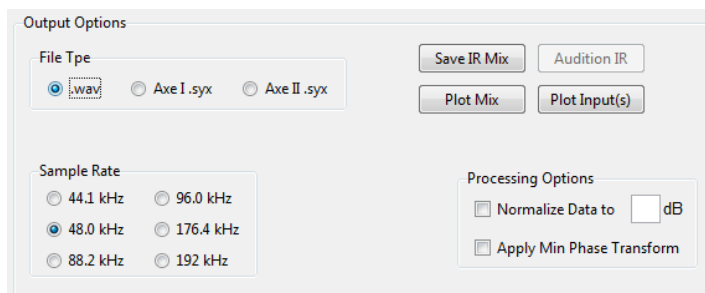 Output Options
File Tpe
.wav Axe I .syx Axe II .syx
Save IR Mix Audition IR
Plot Mix Plot Input(s)
Sample Rate
44.1 kHz 96.0 kHz
48.0 kHz 176.4 kHz
88.2 kHz 192 kHz
Processing Options
Normalize Data to dB
Apply Min Phase Transform